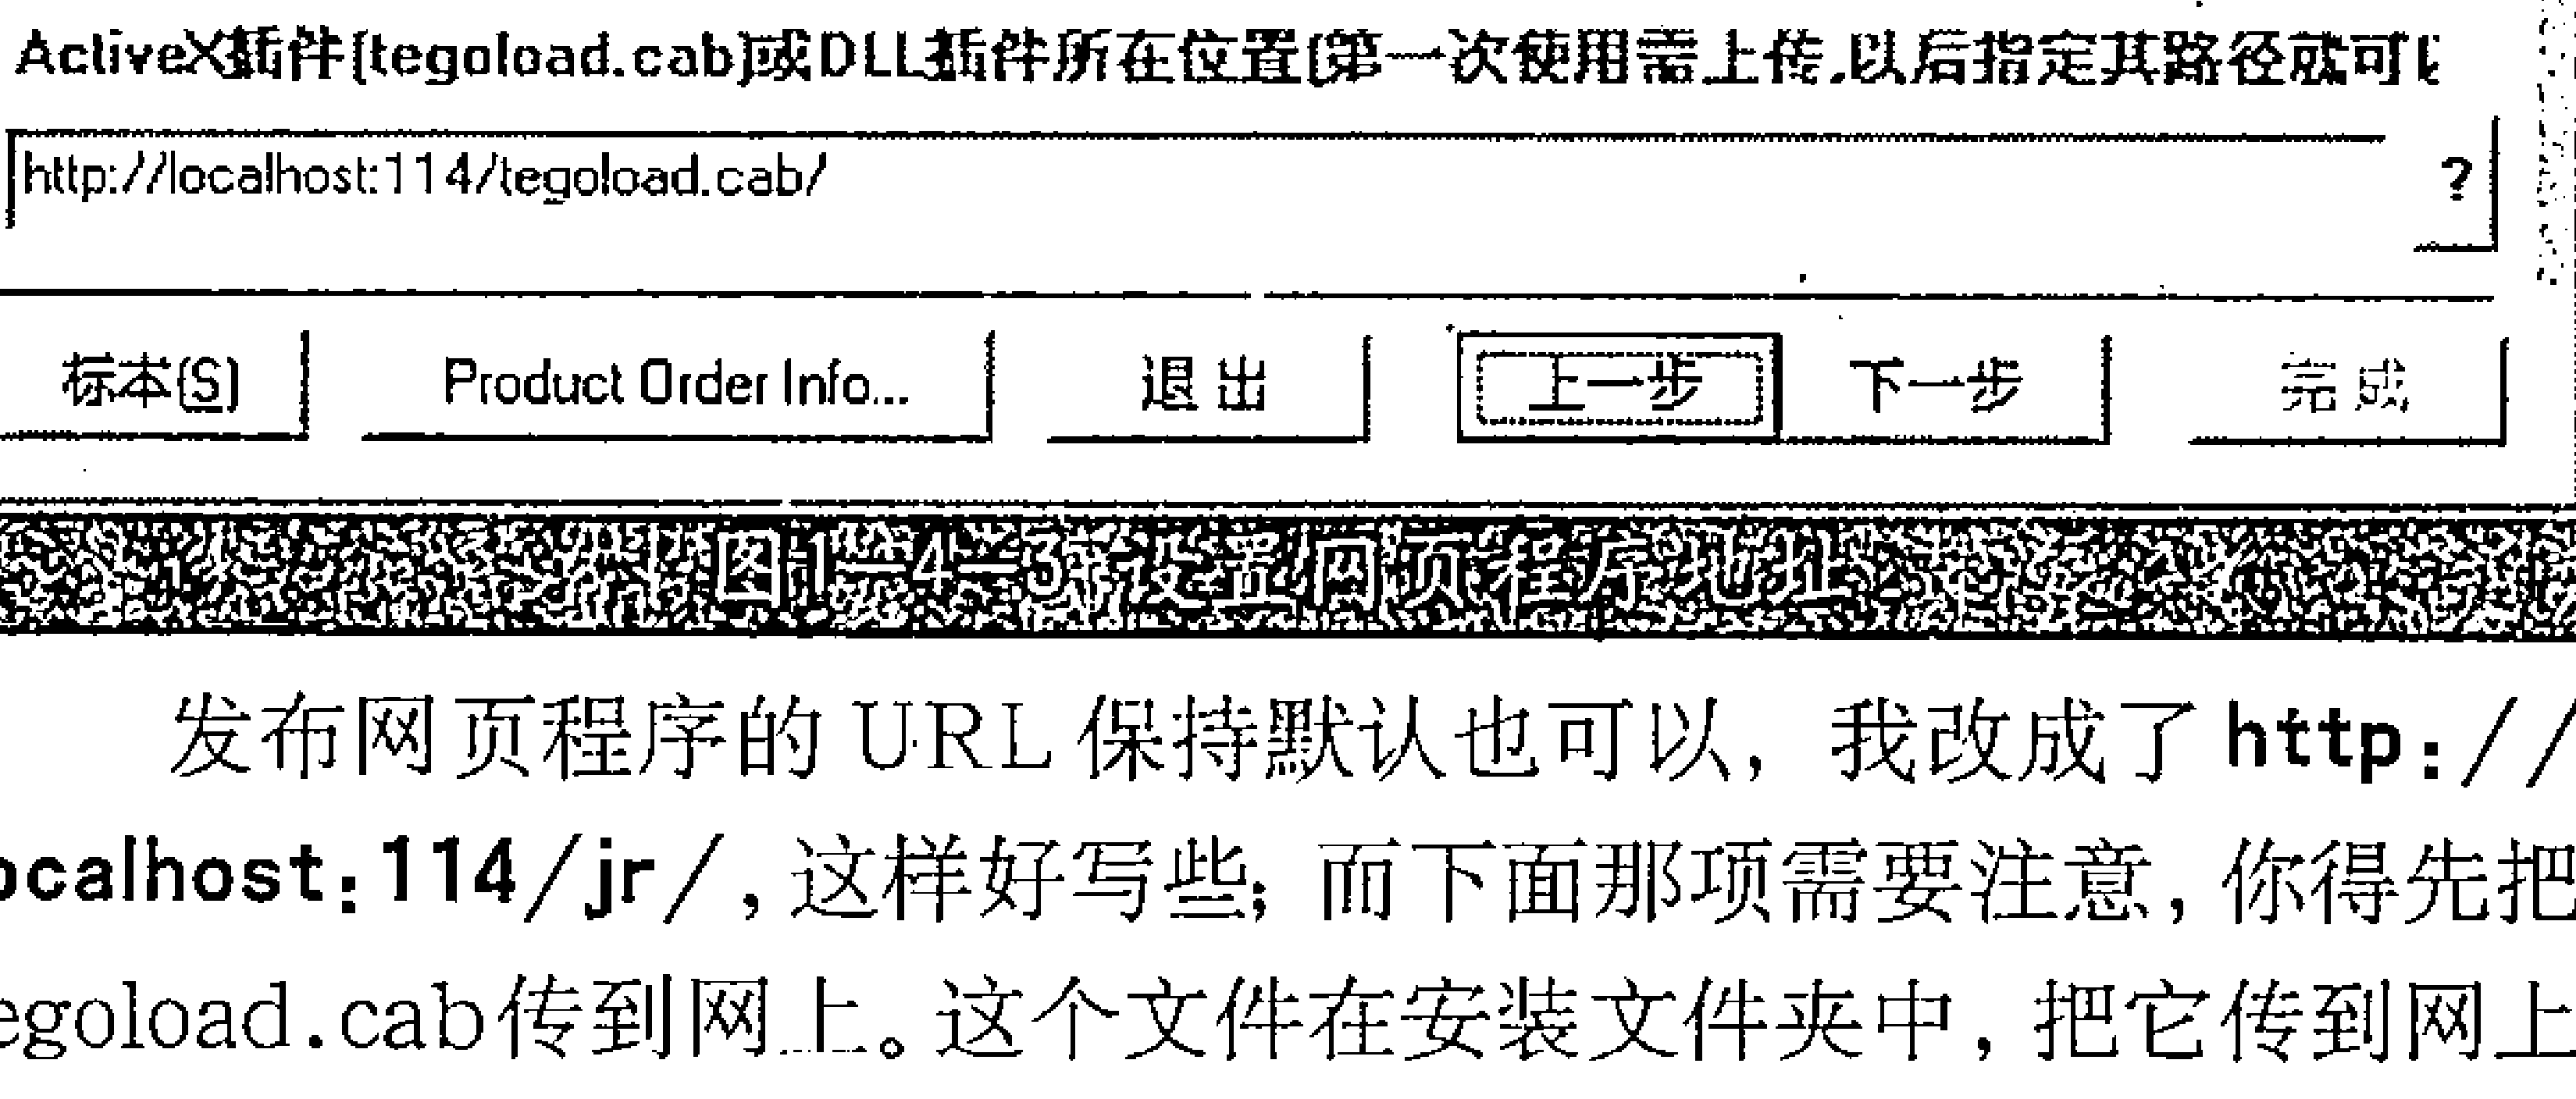 ActiveX插件(tegoload.cab)或DLL插件所在位置(第一次使用需上传,以后指定其路径就可以
http://localhost:114/tegoload.cab/
?
标本(S) Product Order Info... 退 出 上一步 下一步 完 成
图1-4-3 设置网页程序地址
发布网页程序的 URL 保持默认也可以，我改成了 http://
ocalhost:114/jr/，这样好写些；而下面那项需要注意，你得先把
egoload.cab传到网上。这个文件在安装文件夹中，把它传到网上